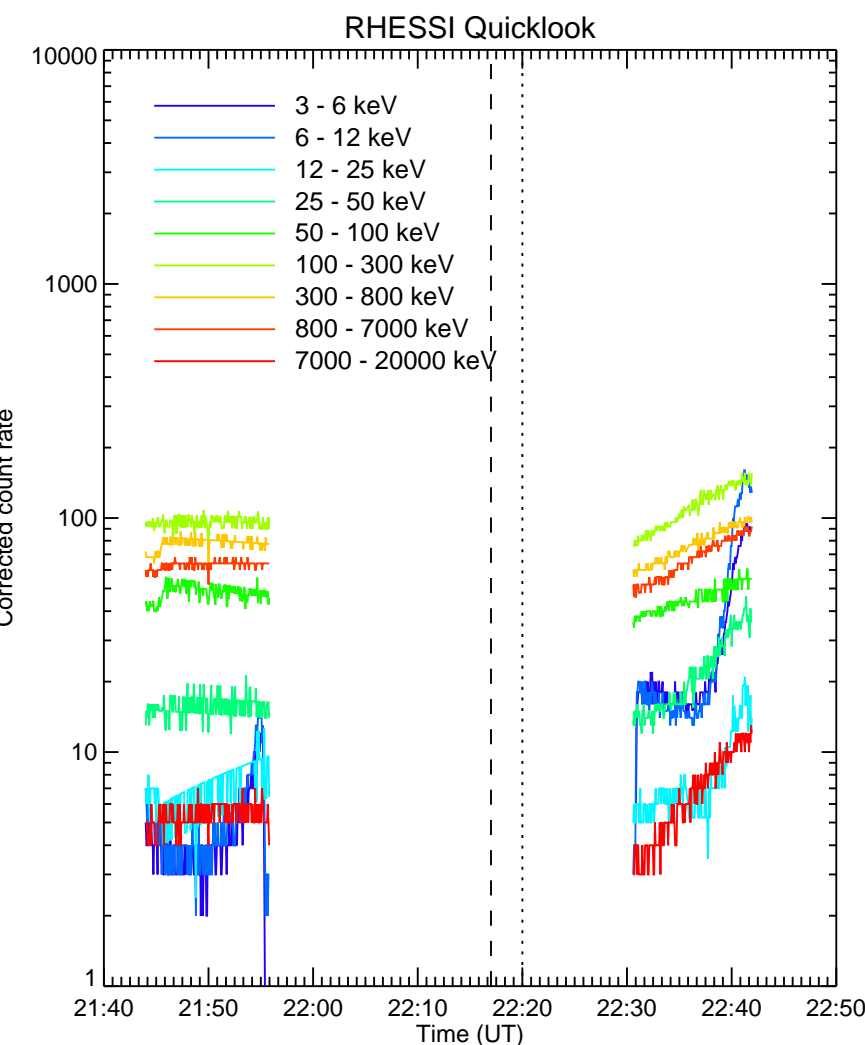 RHESSI Quicklook
10000
1000
100
10
1
Corrected count rate
3 - 6 keV
6 - 12 keV
12 - 25 keV
25 - 50 keV
50 - 100 keV
100 - 300 keV
300 - 800 keV
800 - 7000 keV
7000 - 20000 keV
21:40 21:50 22:00 22:10 22:20 22:30 22:40 22:50
Time (UT)